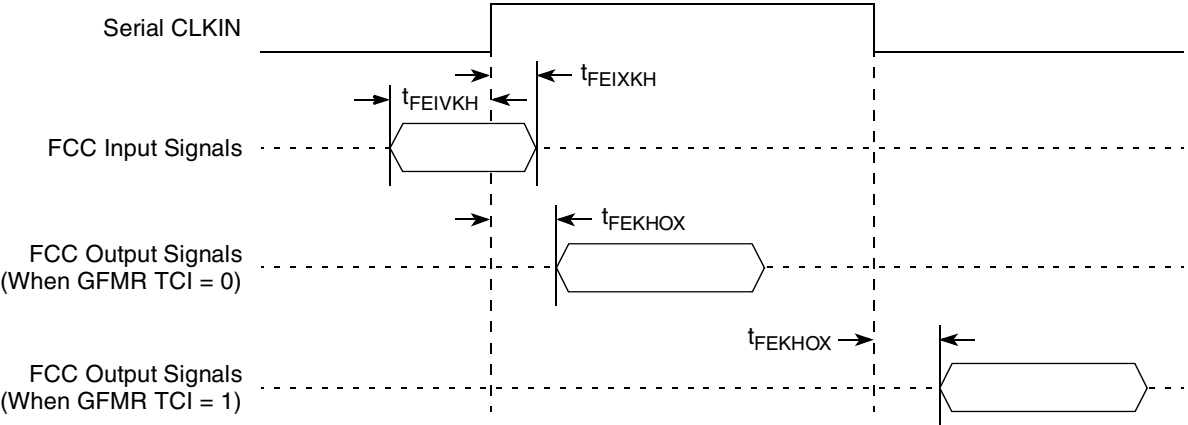 Serial CLKIN
tFEIXKH
tFEIVKH
FCC Input Signals
tFEKHOX
FCC Output Signals
(When GFMR TCI = 0)
tFEKHOX
FCC Output Signals
(When GFMR TCI = 1)